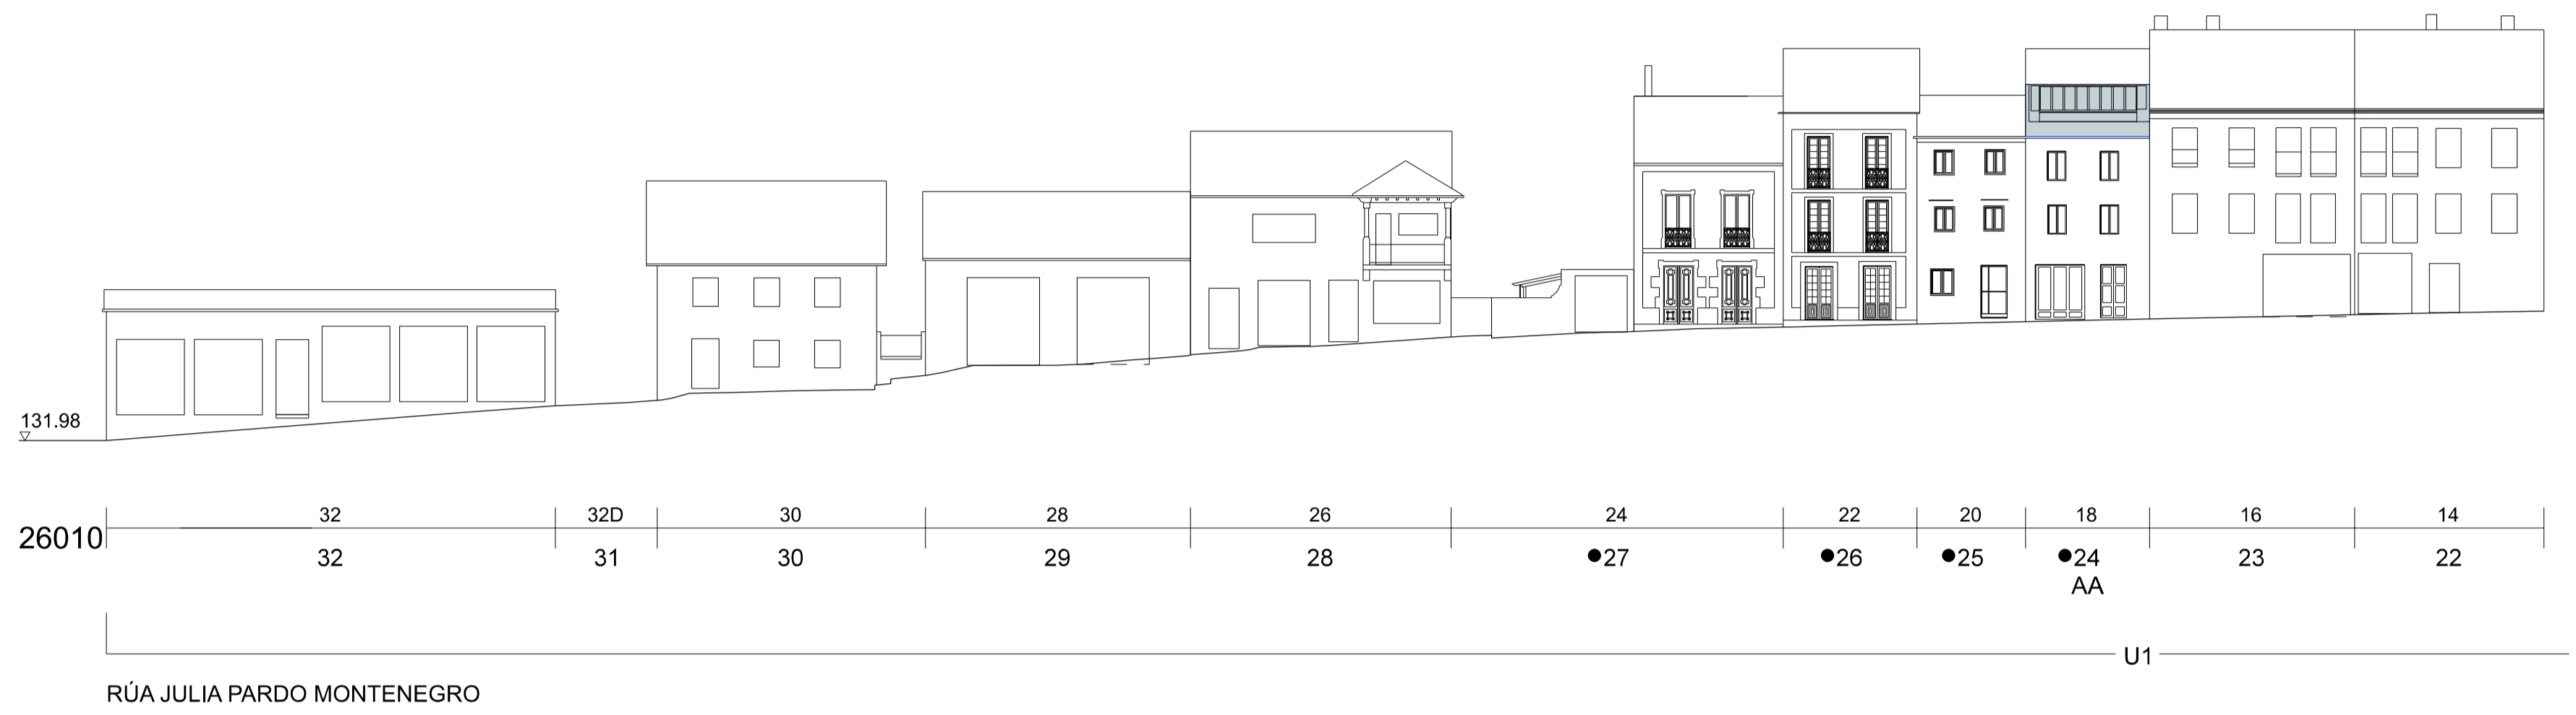 131.98
32 32D 30 28 26 24 22 20 18 16 14
26010
32 31 30 29 28 ●27 ●26 ●25 ●24 23 22
AA
U1
RÚA JULIA PARDO MONTENEGRO